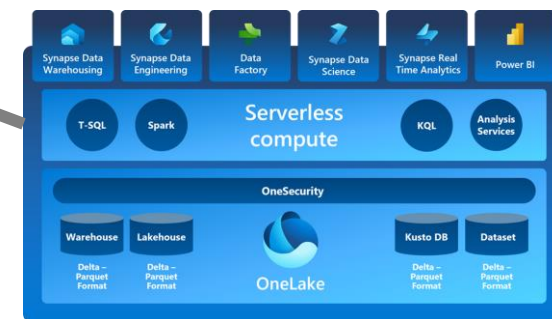 Synapse Data
Warehousing
Synapse Data
Engineering
Data
Factory
Synapse Data
Science
Synapse Real
Time Analytics
Power BI
T-SQL
Spark
Serverless
compute
KQL
Analysis
Services
OneSecurity
Warehouse
Lakehouse
Kusto DB
Dataset
Delta –
Parquet
Format
Delta –
Parquet
Format
OneLake
Delta –
Parquet
Format
Delta –
Parquet
Format